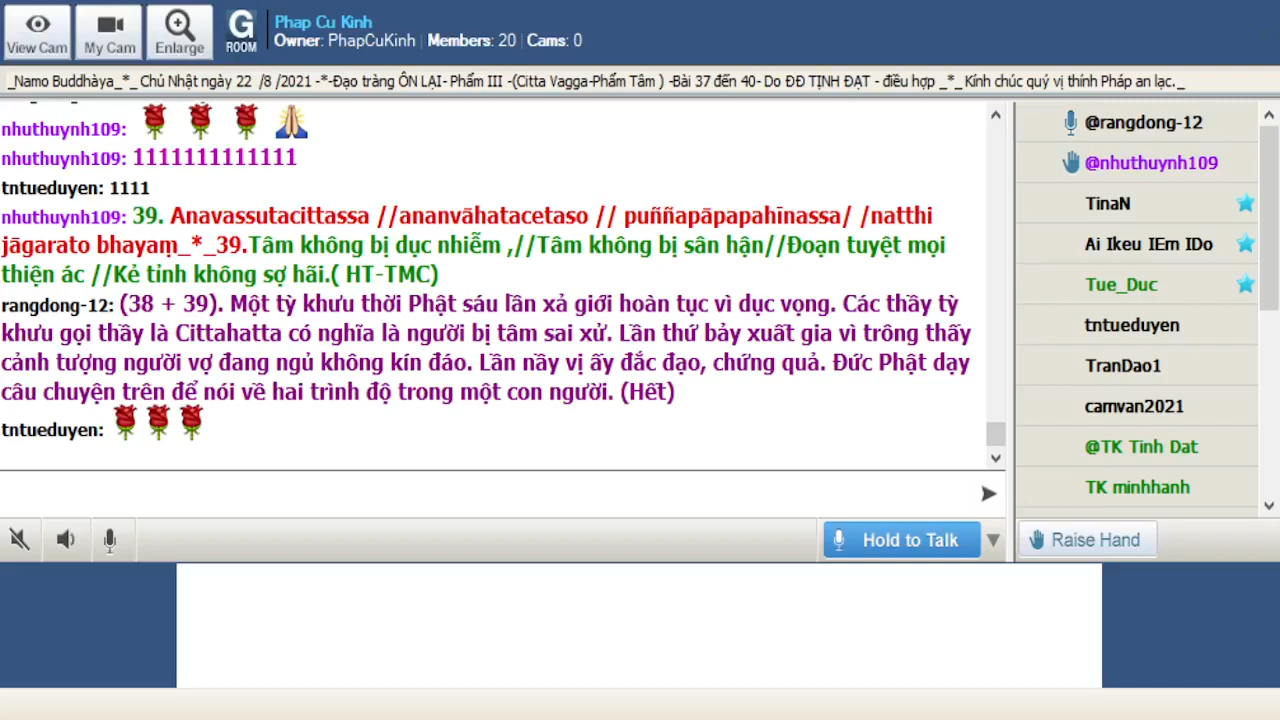 View Cam
My Cam
Enlarge
G
ROOM
Phap Cu Kinh
Owner: PhapCuKinh | Members: 20 | Cams: 0
_Namo Buddhàya_*_ Chủ Nhật ngày 22 /8 /2021 -*-Đạo tràng ÔN LẠI- Phẩm III -(Citta Vagga-Phẩm Tâm ) -Bài 37 đến 40- Do ĐĐ TỊNH ĐẠT - điều hợp _*_Kính chúc quý vị thính Pháp an lạc._
nhuthuynh109:
nhuthuynh109: 1111111111111
tntueduyen: 1111
nhuthuynh109: 39. Anavassutacittassa //ananvāhatacetaso // puññapāpapahīnassa/ /natthi
jāgarato bhayaṃ_*_39.Tâm không bị dục nhiễm ,//Tâm không bị sân hận//Đoạn tuyệt mọi
thiện ác //Kẻ tỉnh không sợ hãi.( HT-TMC)
rangdong-12: (38 + 39). Một tỳ khưu thời Phật sáu lần xả giới hoàn tục vì dục vọng. Các thầy tỳ
khưu gọi thầy là Cittahatta có nghĩa là người bị tâm sai xử. Lần thứ bảy xuất gia vì trông thấy
cảnh tượng người vợ đang ngủ không kín đáo. Lần nầy vị ấy đắc đạo, chứng quả. Đức Phật dạy
câu chuyện trên để nói về hai trình độ trong một con người. (Hết)
tntueduyen:
@rangdong-12
@nhuthuynh109
TinaN
Ai Ikeu IEm IDo
Tue_Duc
tntueduyen
TranDao1
camvan2021
@TK Tinh Dat
TK minhhanh
Hold to Talk
Raise Hand